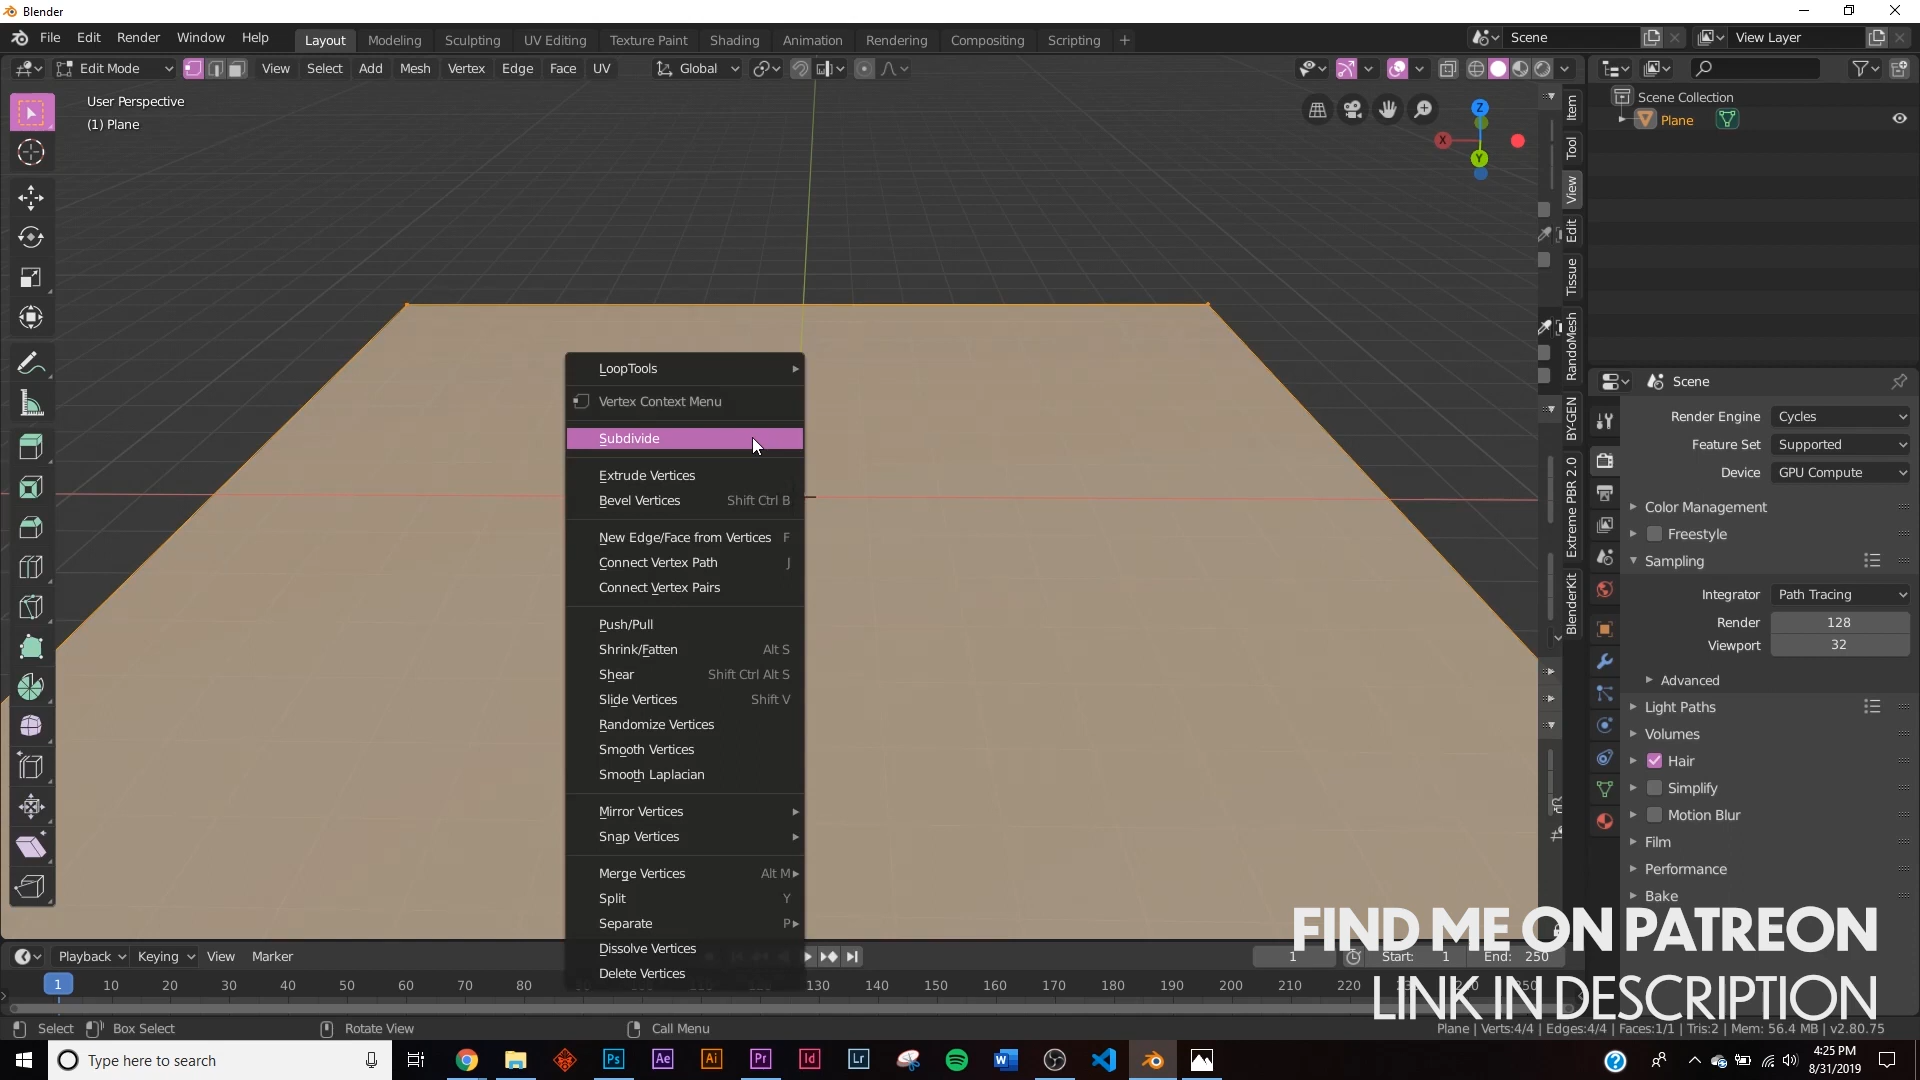 Blender
File Edit Render Window Help Layout Modeling Sculpting UV Editing Texture Paint Shading Animation Rendering Compositing Scripting + Scene View Layer
Edit Mode View Select Add Mesh Vertex Edge Face UV Global
User Perspective
(1) Plane
Z
X
Y
Item
Tool
View
Edit
Tissue
RandoMesh
BY-GEN
Extreme PBR 2.0
BlenderKit
Scene Collection
Plane
LoopTools
Vertex Context Menu
Subdivide
Extrude Vertices
Bevel Vertices Shift Ctrl B
New Edge/Face from Vertices F
Connect Vertex Path J
Connect Vertex Pairs
Push/Pull
Shrink/Fatten Alt S
Shear Shift Ctrl Alt S
Slide Vertices Shift V
Randomize Vertices
Smooth Vertices
Smooth Laplacian
Mirror Vertices
Snap Vertices
Merge Vertices Alt M
Split Y
Separate P
Dissolve Vertices
Delete Vertices
Scene
Render Engine Cycles
Feature Set Supported
Device GPU Compute
Color Management
Freestyle
Sampling
Integrator Path Tracing
Render 128
Viewport 32
Advanced
Light Paths
Volumes
Hair
Simplify
Motion Blur
Film
Performance
Bake
FIND ME ON PATREON
LINK IN DESCRIPTION
Playback Keying View Marker 1 Start: 1 End: 250
1 10 20 30 40 50 60 70 80 130 140 150 160 170 180 190 200 210 220
Select Box Select Rotate View Call Menu Plane | Verts:4/4 | Edges:4/4 | Faces:1/1 | Tris:2 | Mem: 56.4 MB | v2.80.75
Type here to search Ps Ae Ai Pr Id Lr W ?
4:25 PM
8/31/2019